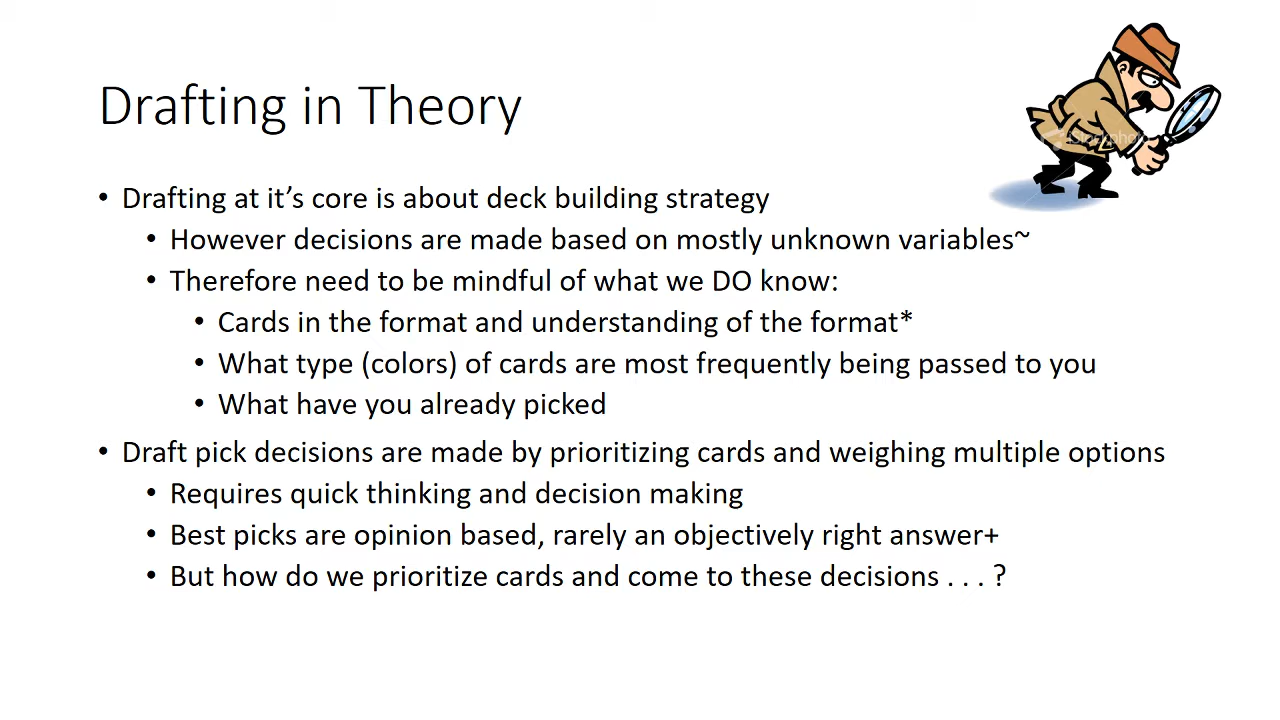 Drafting in Theory
• Drafting at it’s core is about deck building strategy
• However decisions are made based on mostly unknown variables~
• Therefore need to be mindful of what we DO know:
• Cards in the format and understanding of the format*
• What type (colors) of cards are most frequently being passed to you
• What have you already picked
• Draft pick decisions are made by prioritizing cards and weighing multiple options
• Requires quick thinking and decision making
• Best picks are opinion based, rarely an objectively right answer+
• But how do we prioritize cards and come to these decisions . . . ?
iStockphoto